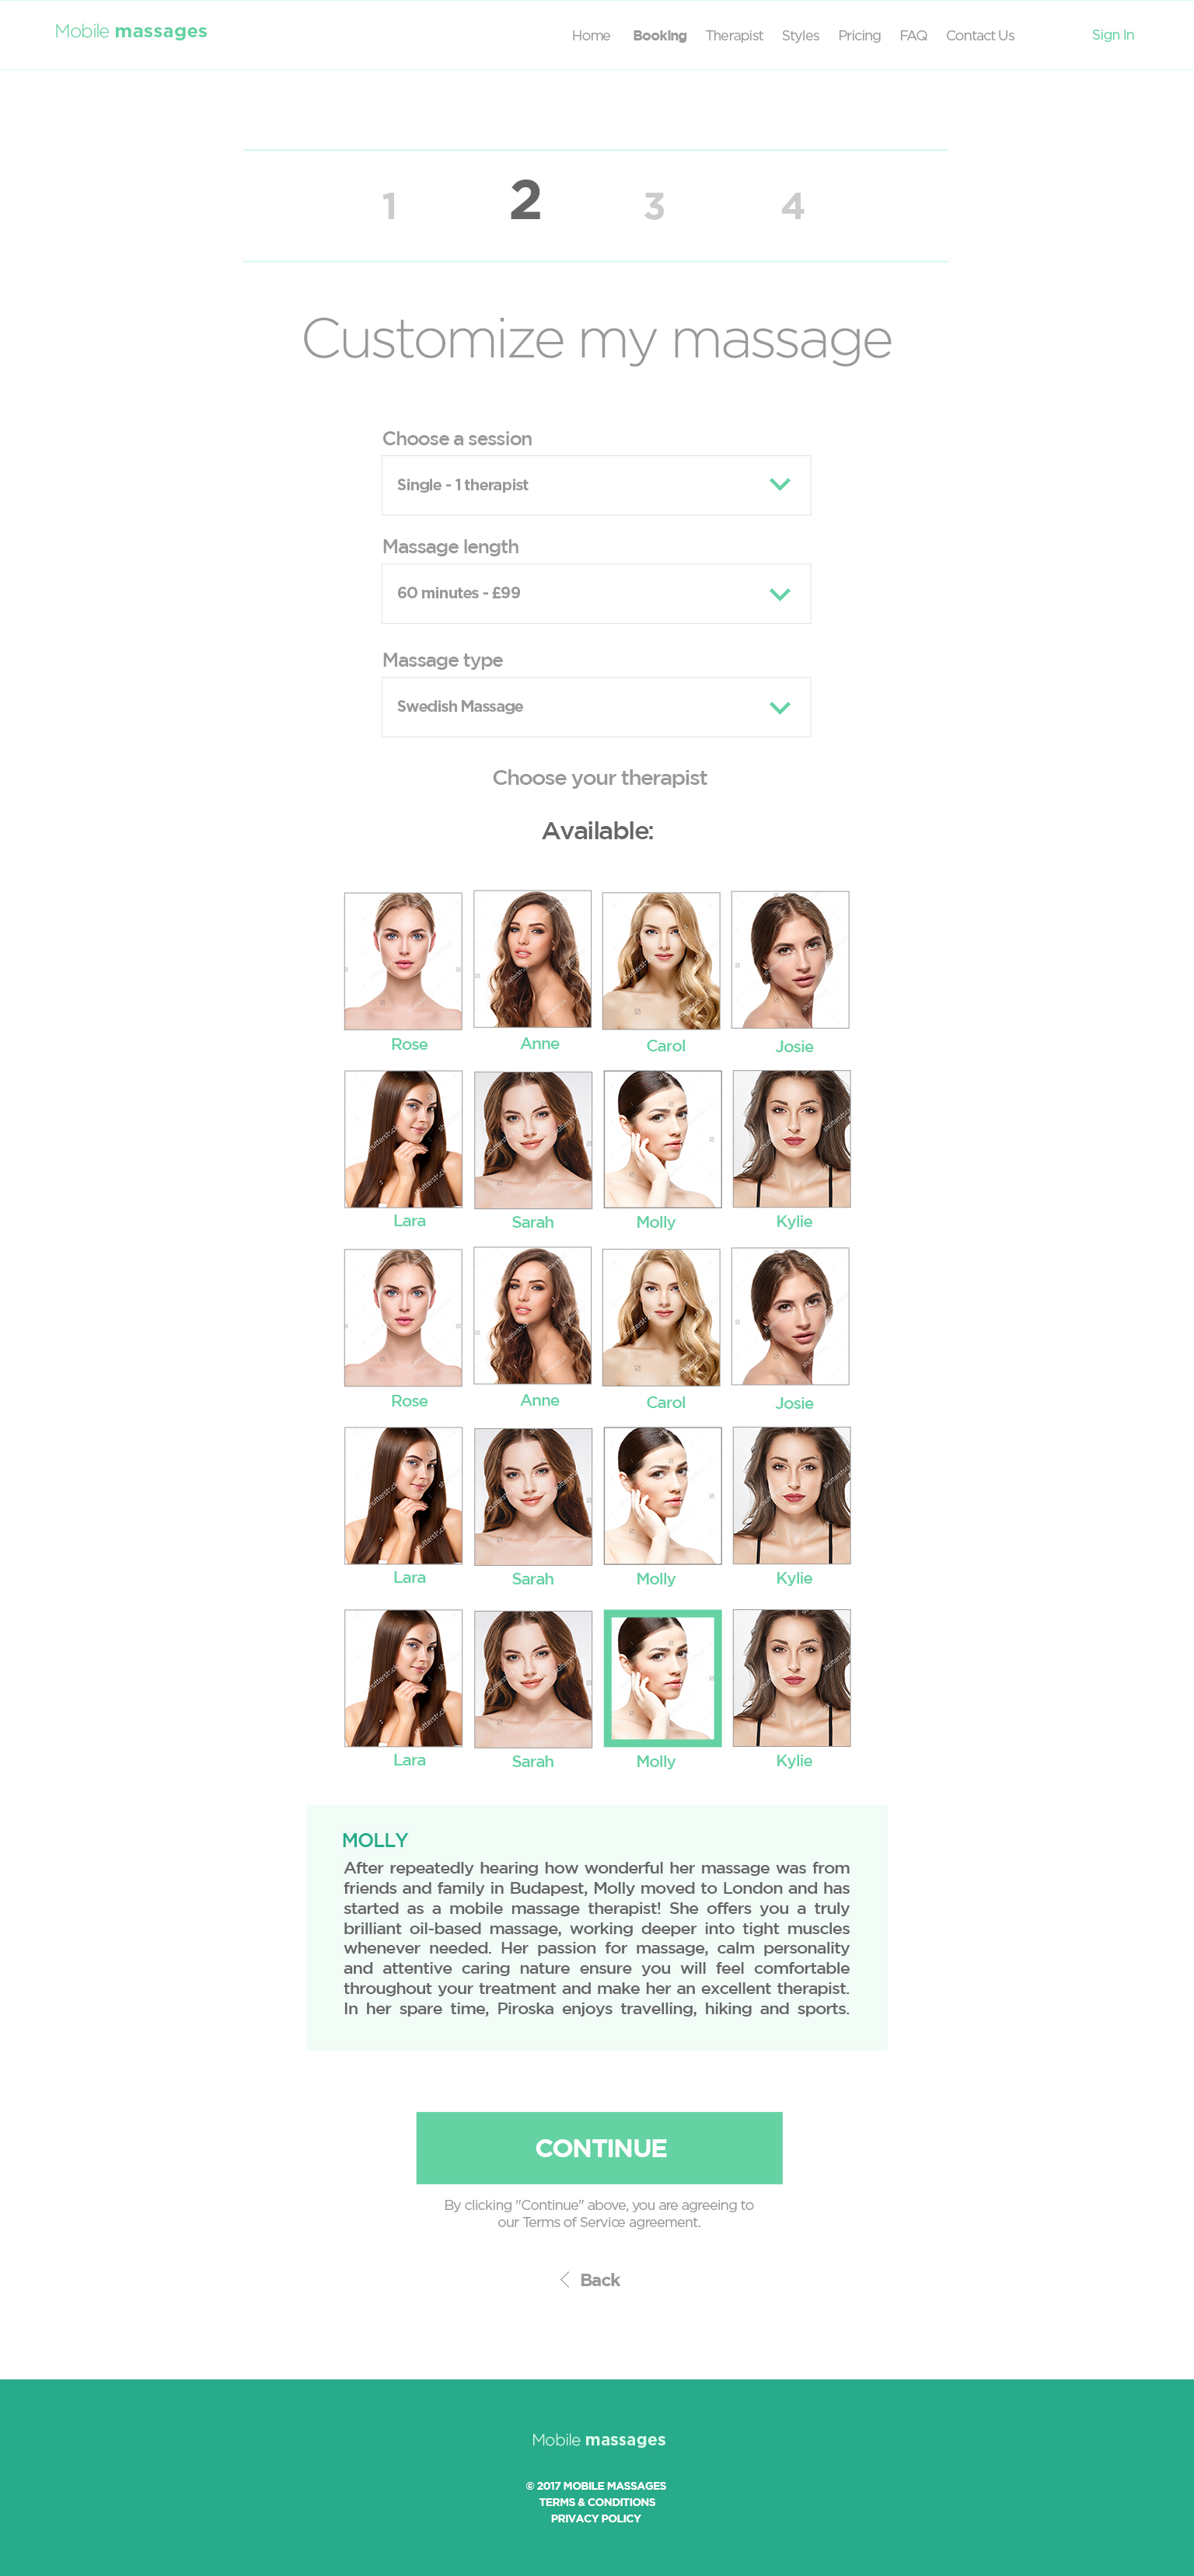 Mobile massages
Home Booking Therapist Styles Pricing FAQ Contact Us Sign In
1 2 3 4
Customize my massage
Choose a session
Single - 1 therapist
Massage length
60 minutes - £99
Massage type
Swedish Massage
Choose your therapist
Available:
Rose Anne Carol Josie
Lara Sarah Molly Kylie
Rose Anne Carol Josie
Lara Sarah Molly Kylie
Lara Sarah Molly Kylie
MOLLY
After repeatedly hearing how wonderful her massage was from
friends and family in Budapest, Molly moved to London and has
started as a mobile massage therapist! She offers you a truly
brilliant oil-based massage, working deeper into tight muscles
whenever needed. Her passion for massage, calm personality
and attentive caring nature ensure you will feel comfortable
throughout your treatment and make her an excellent therapist.
In her spare time, Piroska enjoys travelling, hiking and sports.
CONTINUE
By clicking "Continue" above, you are agreeing to
our Terms of Service agreement.
Back
Mobile massages
© 2017 MOBILE MASSAGES
TERMS & CONDITIONS
PRIVACY POLICY